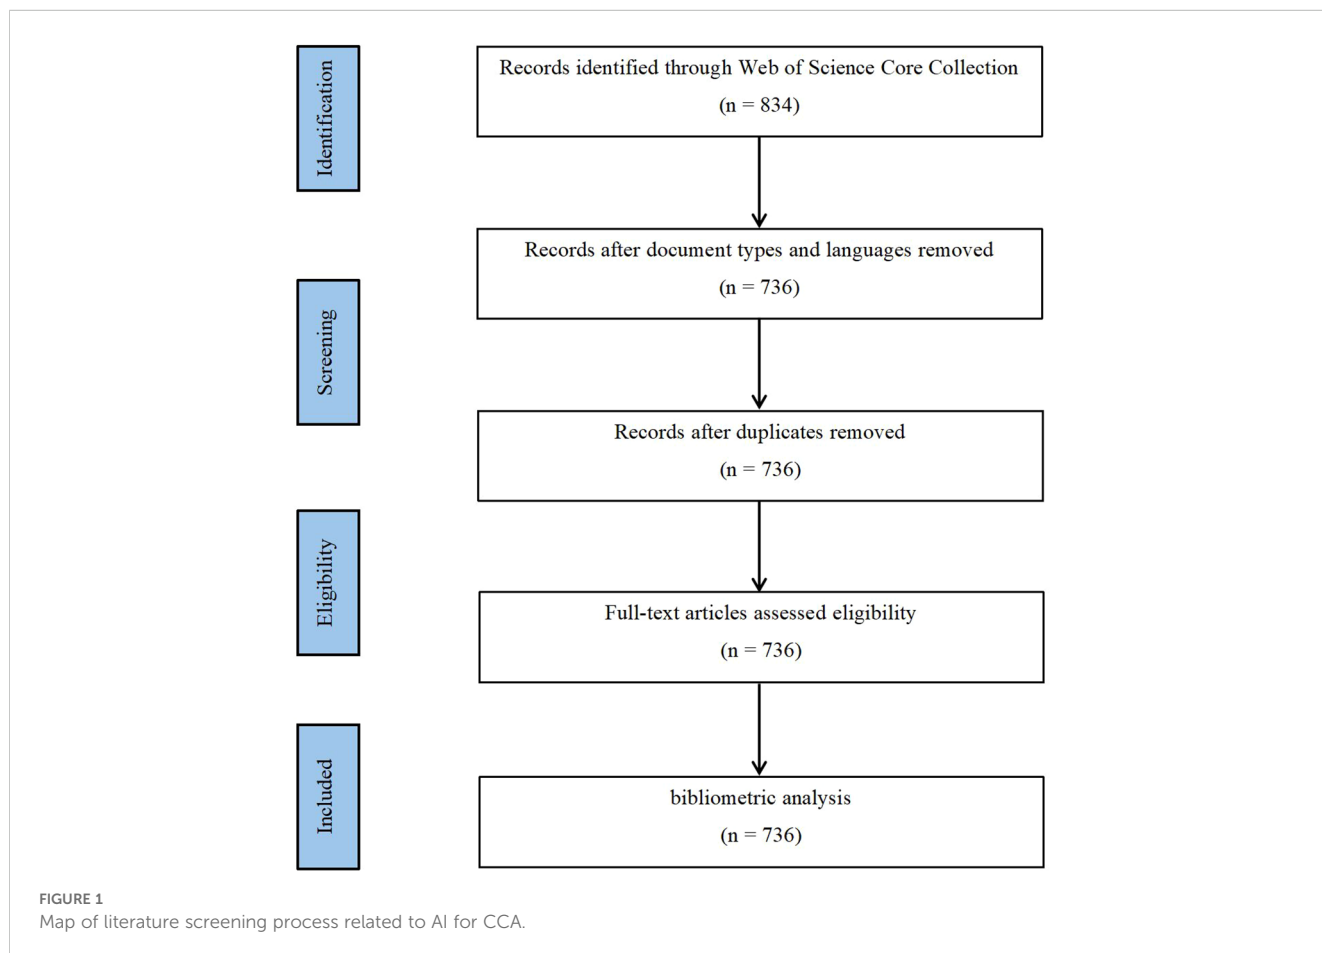 Identification
Records identified through Web of Science Core Collection
(n = 834)
Records after document types and languages removed
(n = 736)
Screening
Records after duplicates removed
(n = 736)
Eligibility
Full-text articles assessed eligibility
(n = 736)
Included
bibliometric analysis
(n = 736)
FIGURE 1
Map of literature screening process related to AI for CCA.